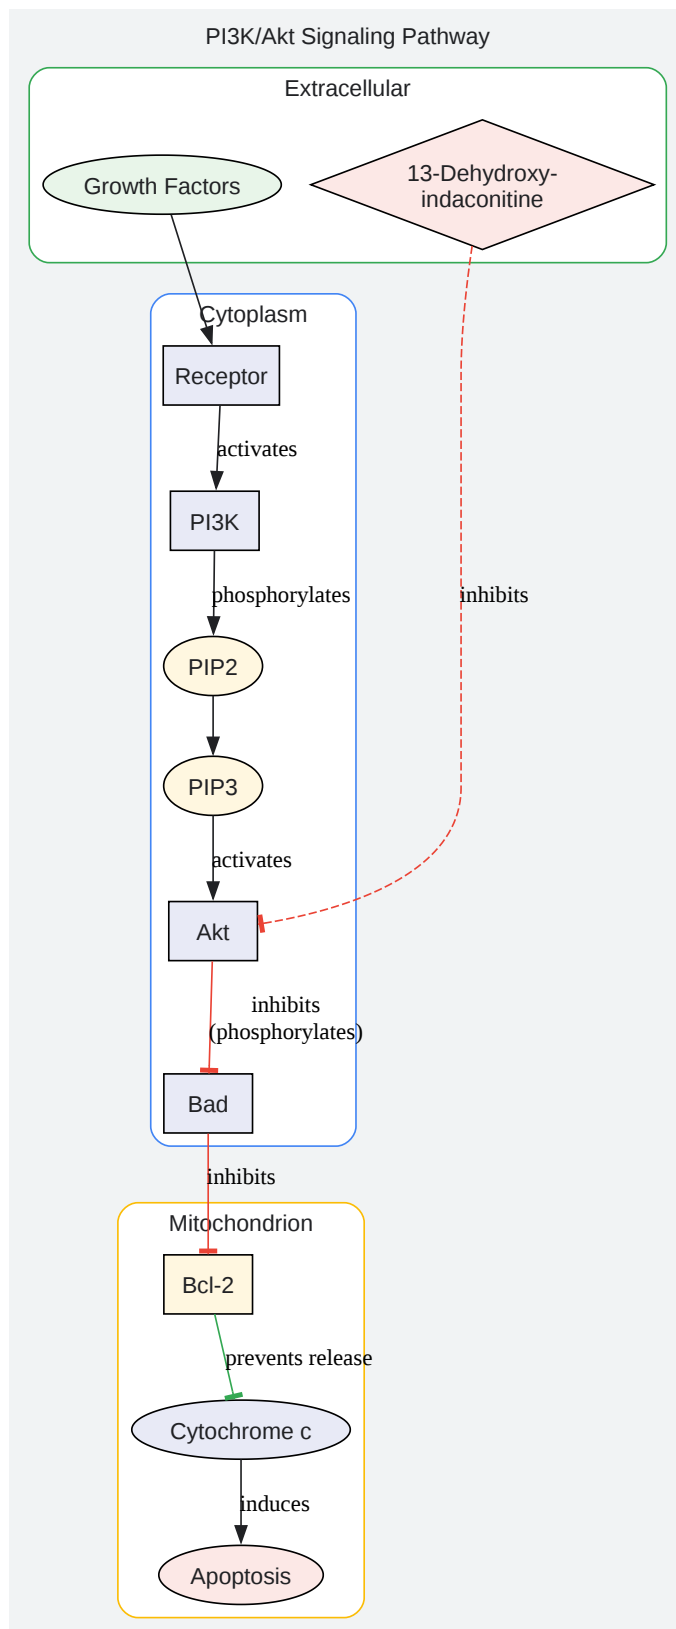 PI3K/Akt Signaling Pathway
Extracellular
Growth Factors
13-Dehydroxy-
indaconitine
Cytoplasm
Receptor
activates
PI3K
phosphorylates
inhibits
PIP2
PIP3
activates
Akt
inhibits
(phosphorylates)
Bad
inhibits
Mitochondrion
Bcl-2
prevents release
Cytochrome c
induces
Apoptosis